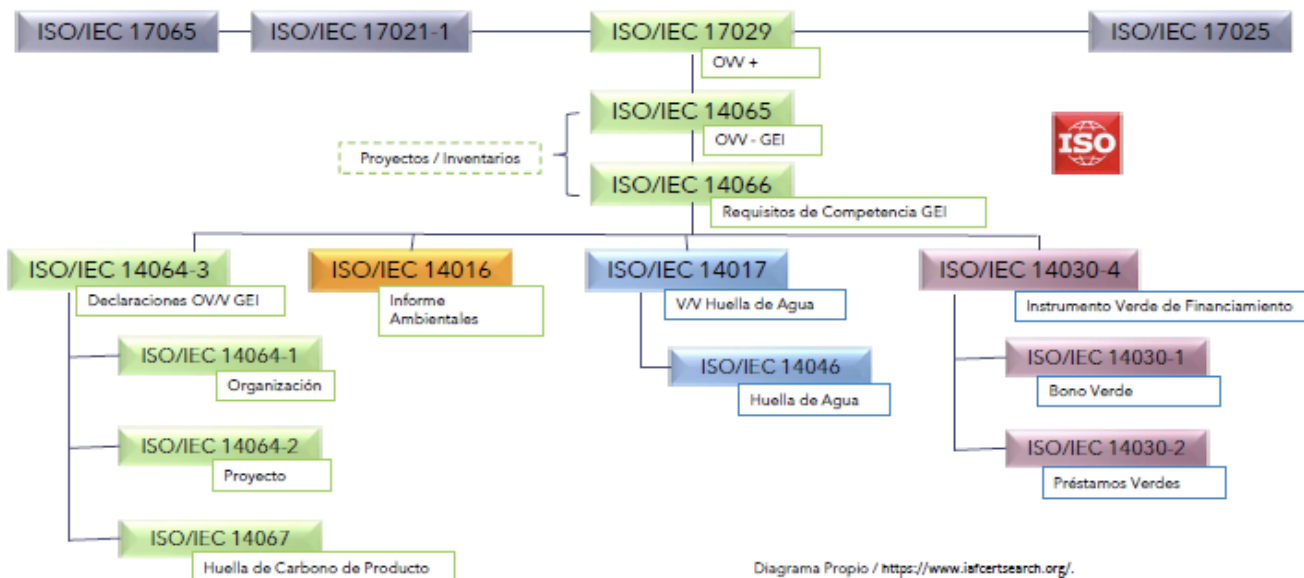 ISO/IEC 17065
ISO/IEC 17021-1
ISO/IEC 17029
ISO/IEC 17025
OVV +
ISO/IEC 14065
OVV - GEI
Proyectos / Inventarios
ISO
ISO/IEC 14066
Requisitos de Competencia GEI
ISO/IEC 14064-3
Declaraciones OV/V GEI
ISO/IEC 14016
Informe
Ambientales
ISO/IEC 14017
V/V Huella de Agua
ISO/IEC 14030-4
Instrumento Verde de Financiamiento
ISO/IEC 14064-1
Organización
ISO/IEC 14046
Huella de Agua
ISO/IEC 14030-1
Bono Verde
ISO/IEC 14064-2
Proyecto
ISO/IEC 14030-2
Préstamos Verdes
ISO/IEC 14067
Huella de Carbono de Producto
Diagrama Propio / https://www.iafcertsearch.org/.